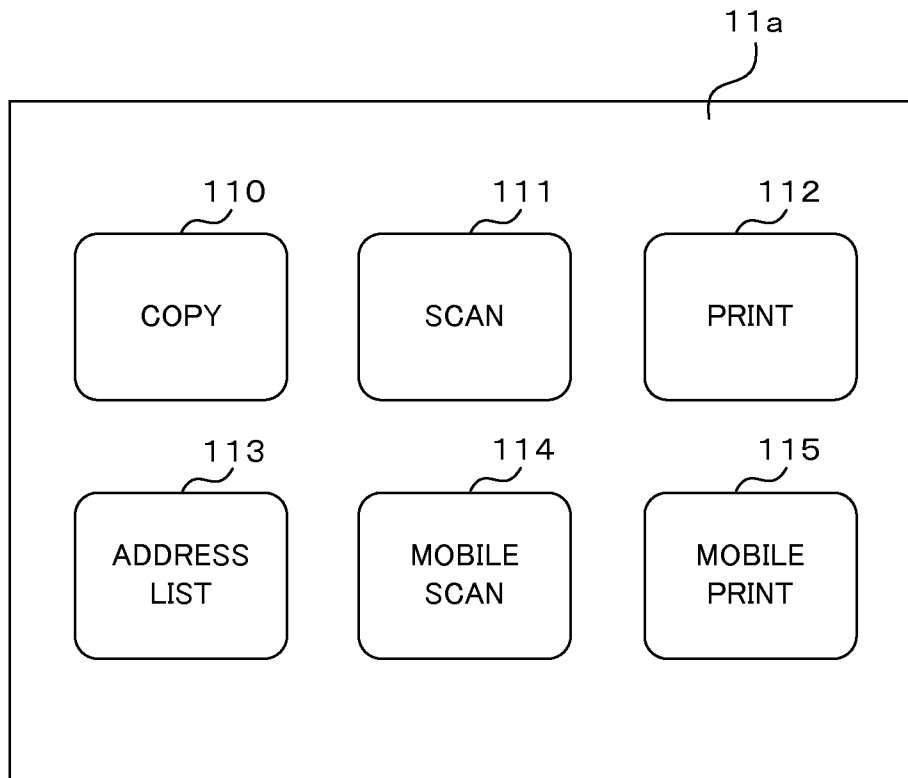 11a
110
111
112
COPY
SCAN
PRINT
113
114
115
ADDRESS
LIST
MOBILE
SCAN
MOBILE
PRINT